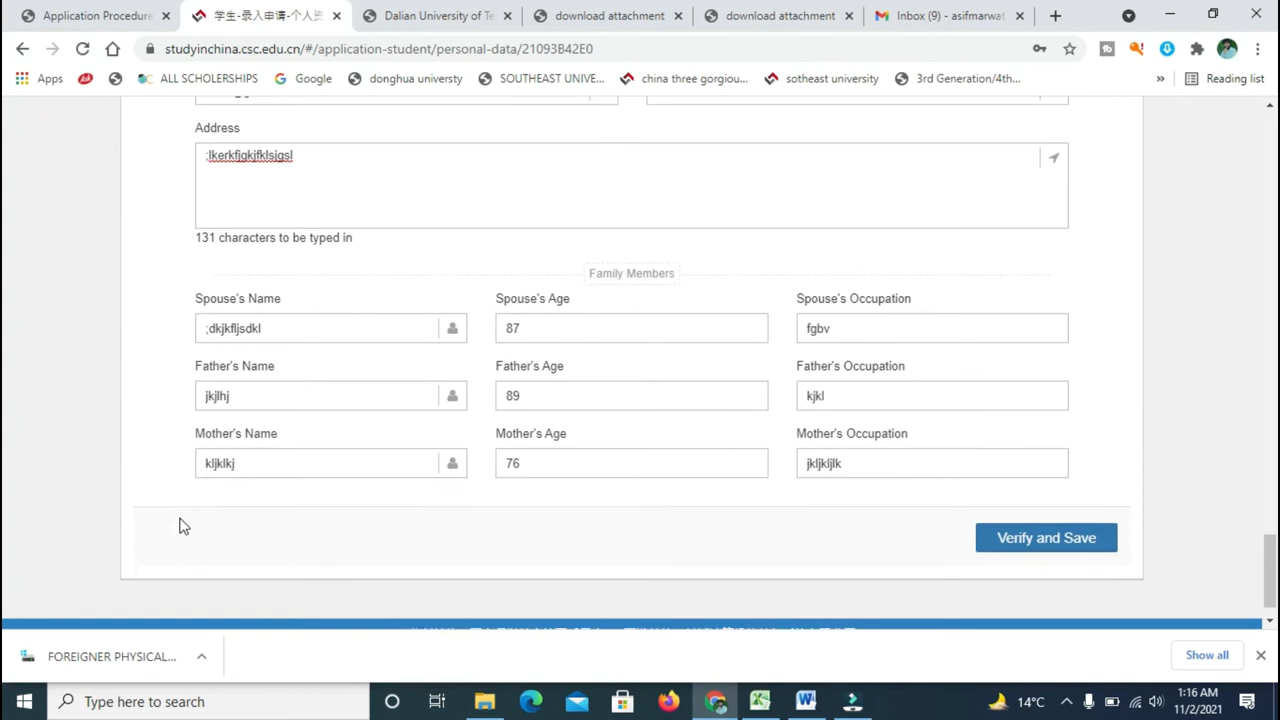 Application Procedure
学生-录入申请-个人资
Dalian University of Te
download attachment
download attachment
Inbox (9) - asifmarwat
studyinchina.csc.edu.cn/#/application-student/personal-data/21093B42E0
Apps
ALL SCHOLERSHIPS
Google
donghua universty
SOUTHEAST UNIVE...
china three gorgiou...
sotheast university
3rd Generation/4th...
»
Reading list
Address
;lkerkfjgkjfklsjgsl
131 characters to be typed in
Family Members
Spouse's Name
Spouse's Age
Spouse's Occupation
;dkjkfljsdkl
87
fgbv
Father's Name
Father's Age
Father's Occupation
jkjlhj
89
kjkl
Mother's Name
Mother's Age
Mother's Occupation
kljklkj
76
jkljkljlk
Verify and Save
FOREIGNER PHYSICAL...
Show all
Type here to search
14°C
1:16 AM
11/2/2021